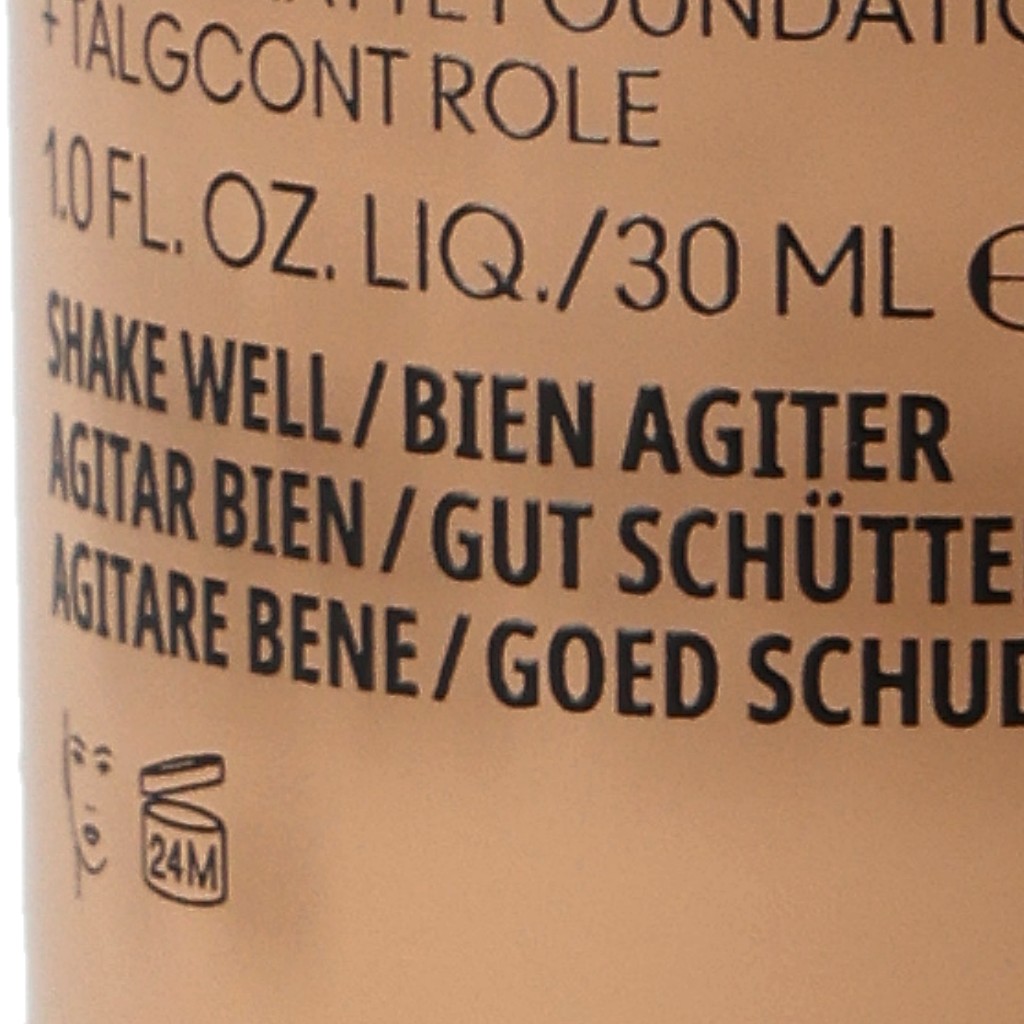 FOUNDATIO
+TALGCONT ROLE
1.0 FL. OZ. LIQ./30 ML ℮
SHAKE WELL/BIEN AGITER
AGITAR BIEN/GUT SCHÜTTE
AGITARE BENE/GOED SCHUD
24M